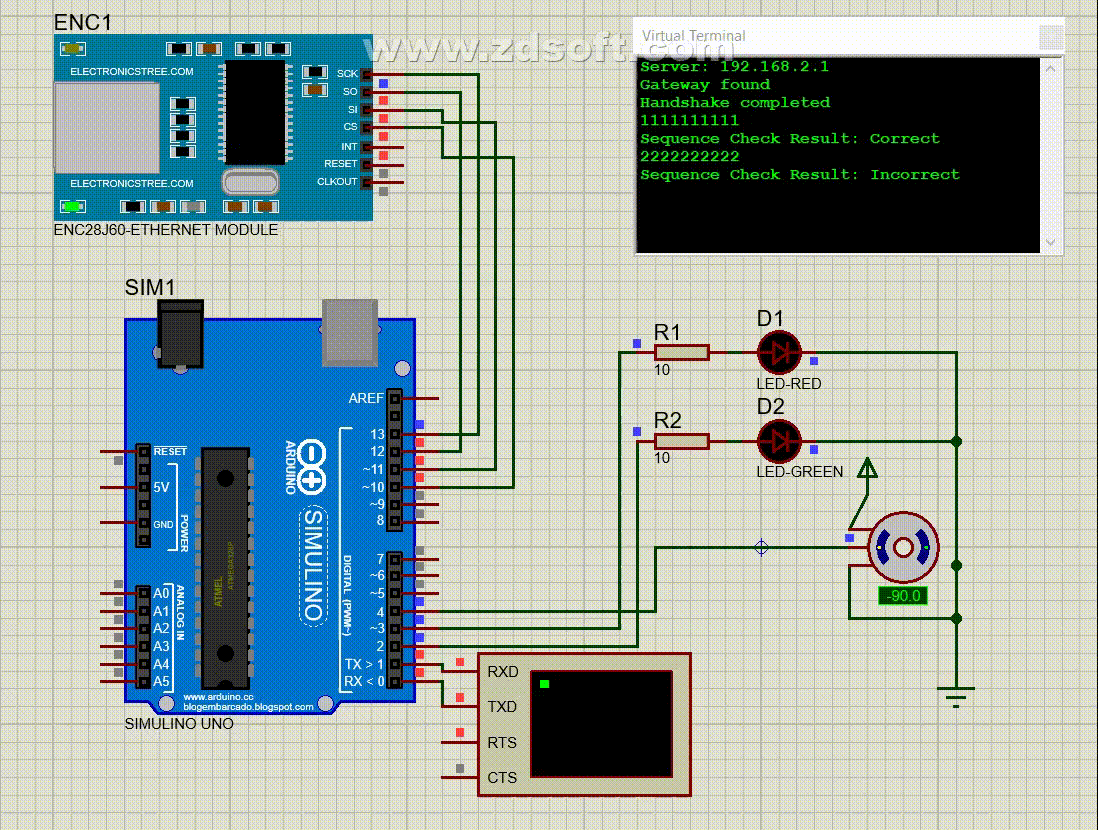 ENC1
www.zdsoft.com
ELECTRONICSTREE.COM
SCK
SO
SI
CS
INT
RESET
CLKOUT
ELECTRONICSTREE.COM
ENC28J60-ETHERNET MODULE
Virtual Terminal
Server: 192.168.2.1
Gateway found
Handshake completed
1111111111
Sequence Check Result: Correct
2222222222
Sequence Check Result: Incorrect
SIM1
AREF
13
12
~11
~10
~9
8
7
~6
~5
4
~3
2
TX > 1
RX < 0
RESET
5V
GND
POWER
A0
A1
A2
A3
A4
A5
ANALOG IN
ATMEL
ATMEGA328P
ARDUINO
SIMULINO
DIGITAL (PWM~)
www.arduino.cc
blogembarcado.blogspot.com
SIMULINO UNO
R1
10
D1
LED-RED
R2
10
D2
LED-GREEN
-90.0
RXD
TXD
RTS
CTS